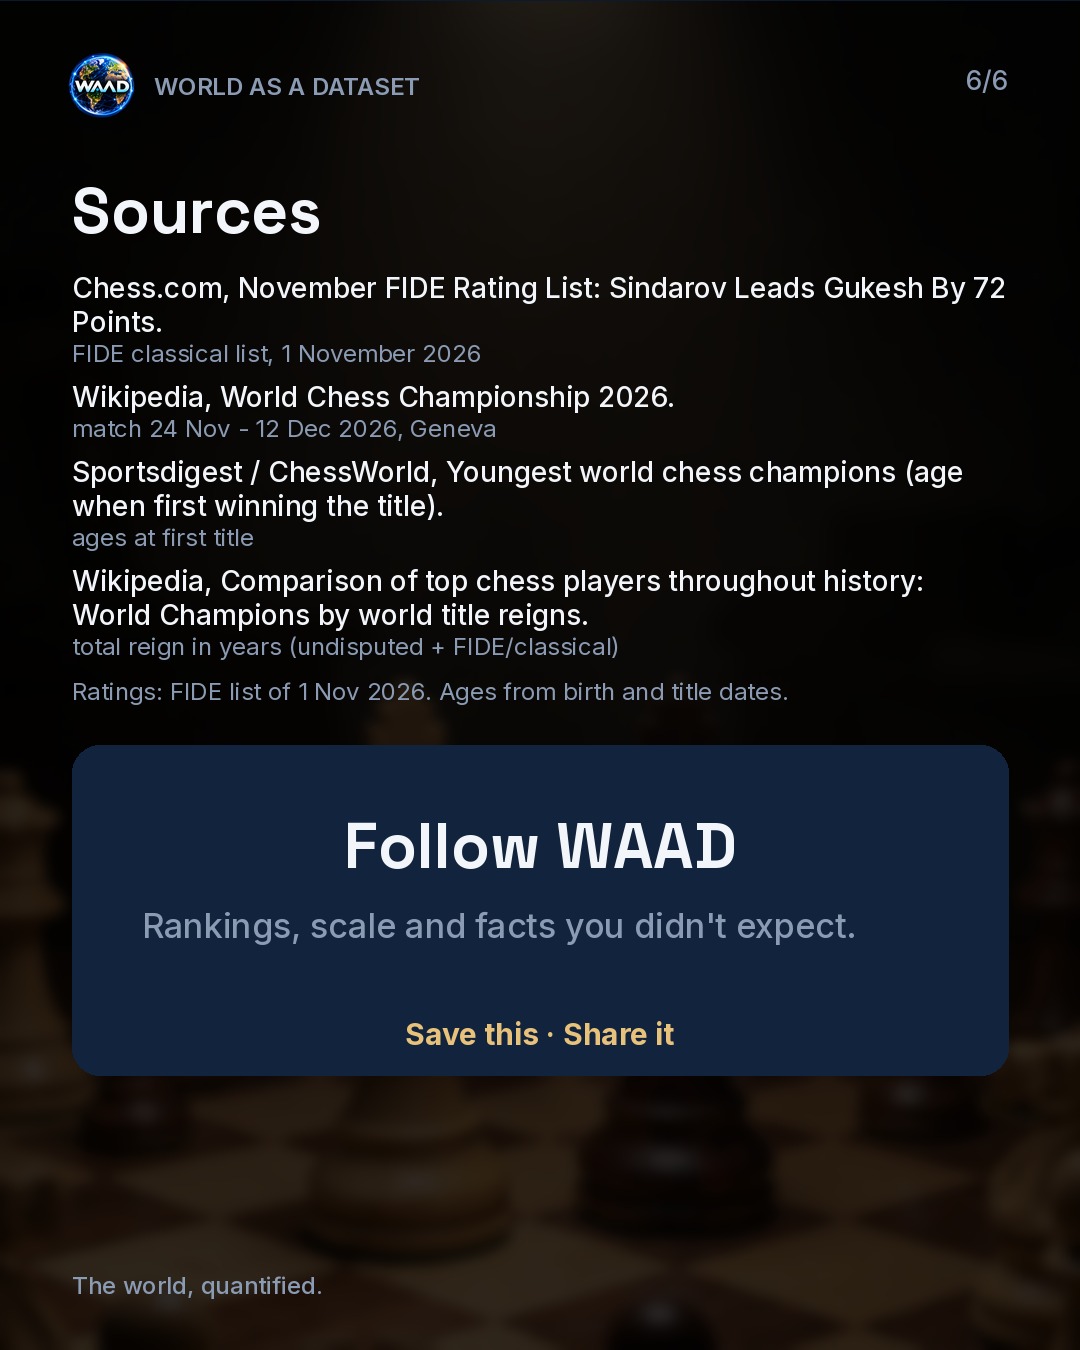 WAAD
WORLD AS A DATASET
6/6
Sources
Chess.com, November FIDE Rating List: Sindarov Leads Gukesh By 72
Points.
FIDE classical list, 1 November 2026
Wikipedia, World Chess Championship 2026.
match 24 Nov - 12 Dec 2026, Geneva
Sportsdigest / ChessWorld, Youngest world chess champions (age
when first winning the title).
ages at first title
Wikipedia, Comparison of top chess players throughout history:
World Champions by world title reigns.
total reign in years (undisputed + FIDE/classical)
Ratings: FIDE list of 1 Nov 2026. Ages from birth and title dates.
Follow WAAD
Rankings, scale and facts you didn't expect.
Save this · Share it
The world, quantified.